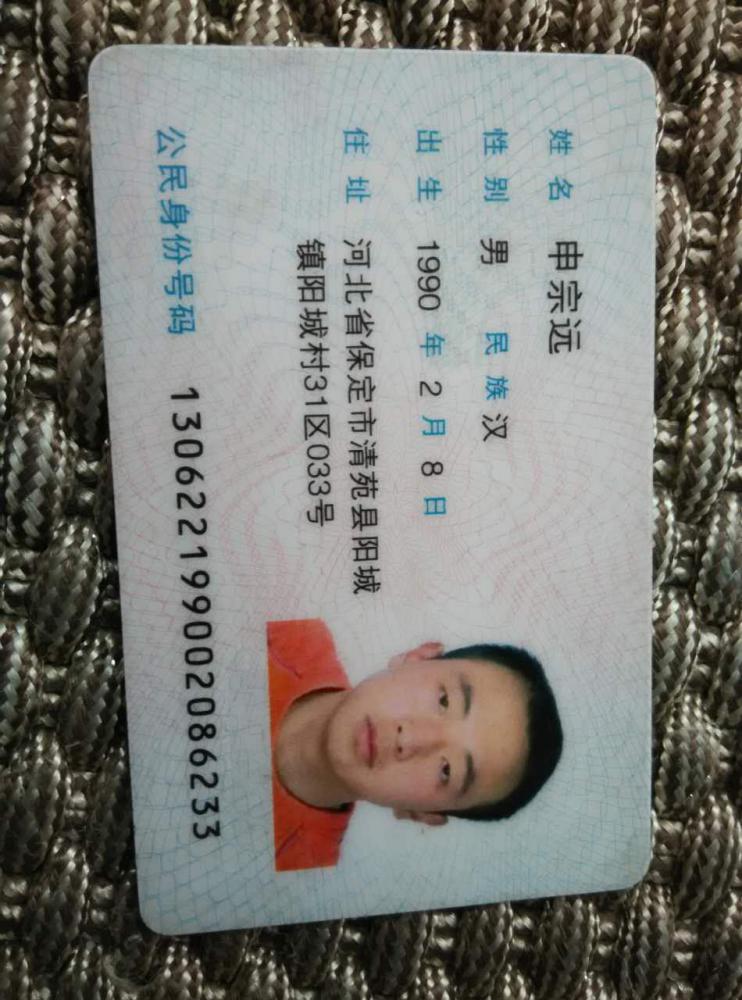 姓名 申宗远
性别 男 民族 汉
出生 1990 年 2 月 8 日
住址 河北省保定市清苑县阳城
镇阳城村31区033号
公民身份号码 130622199002086233